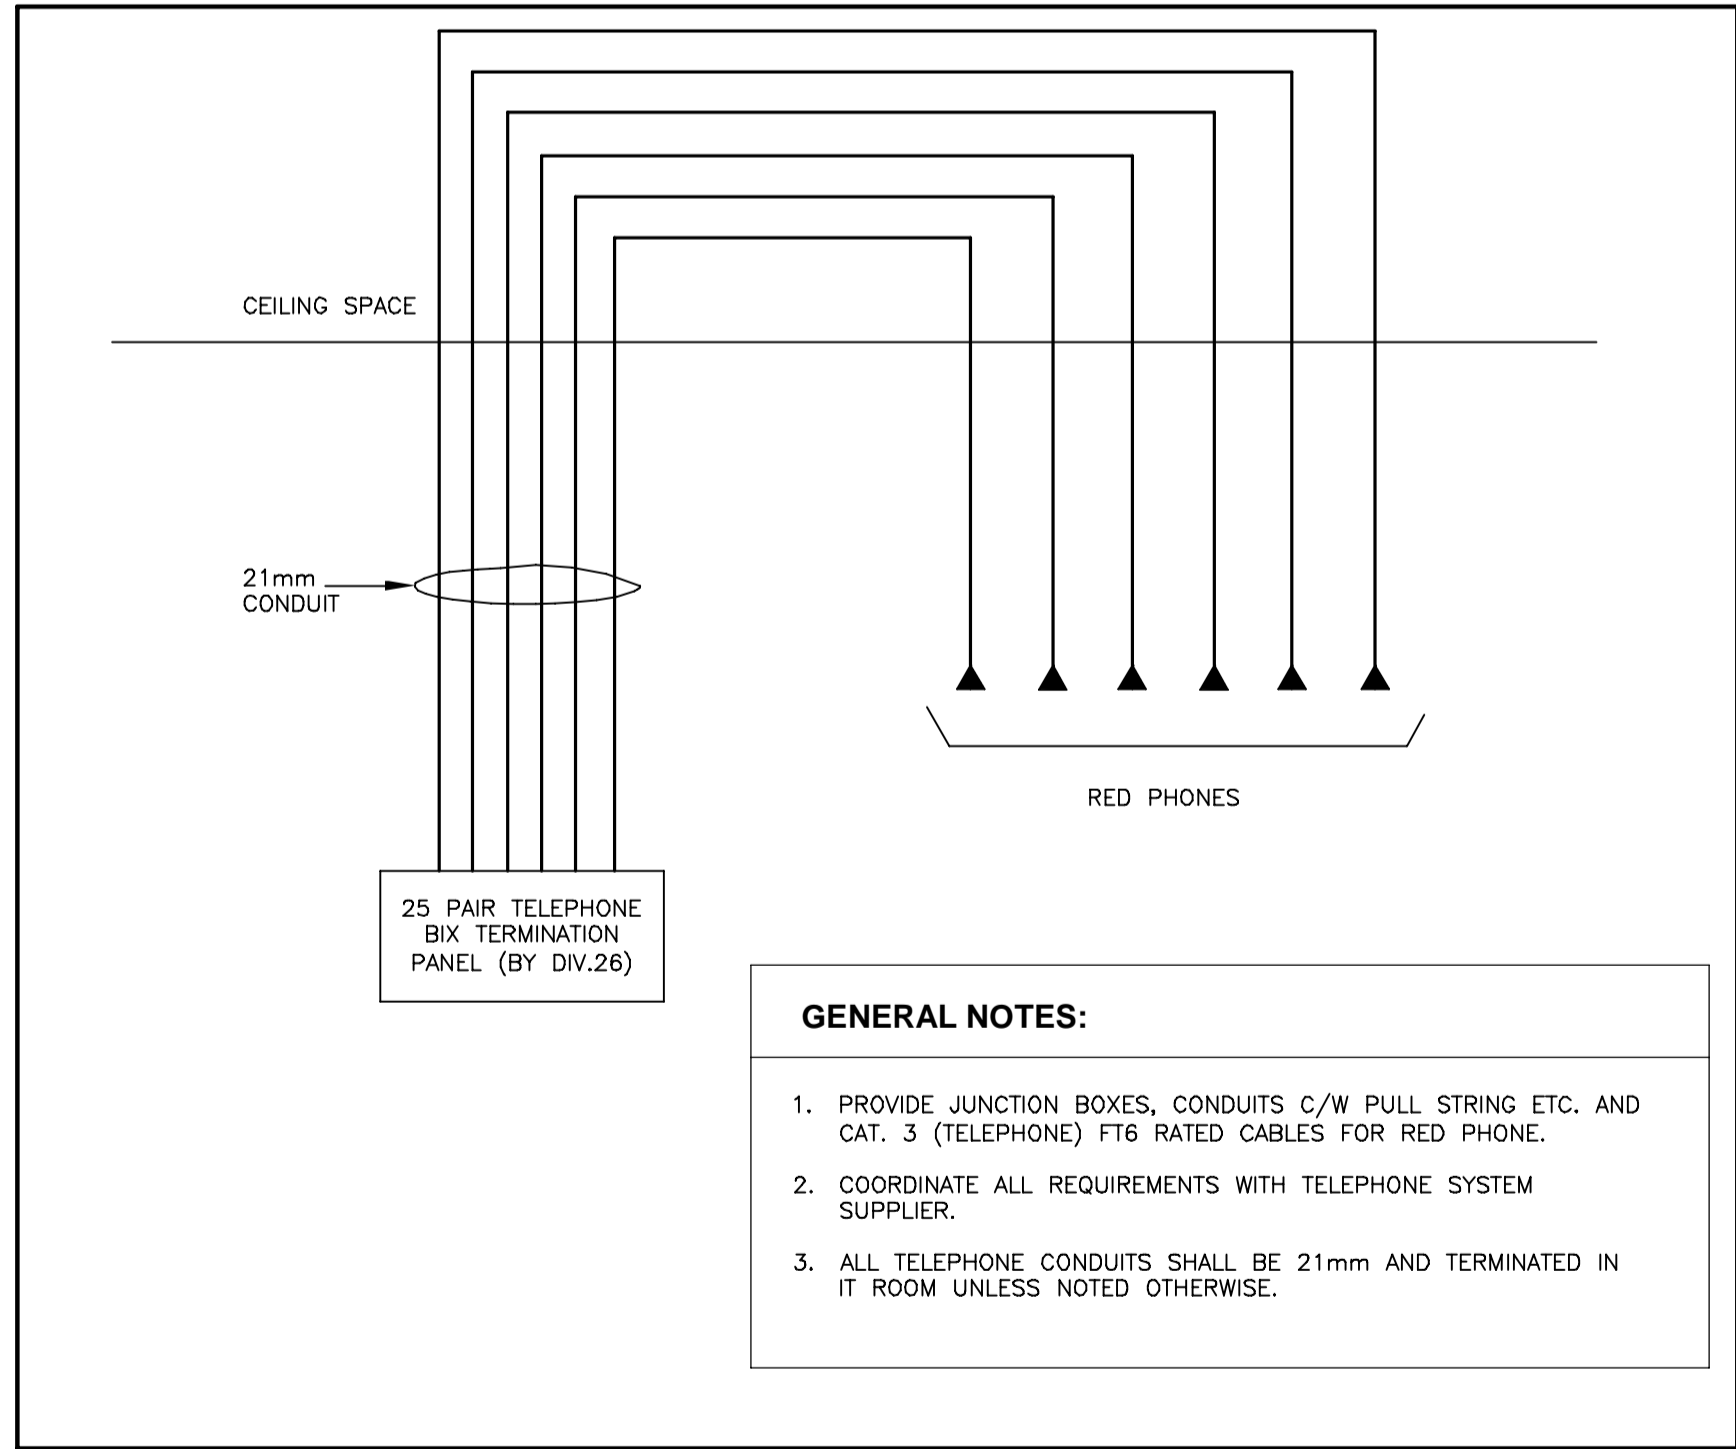 CEILING SPACE
21mm
CONDUIT
RED PHONES
25 PAIR TELEPHONE
BIX TERMINATION
PANEL (BY DIV.26)
GENERAL NOTES:
1. PROVIDE JUNCTION BOXES, CONDUITS C/W PULL STRING ETC. AND
CAT. 3 (TELEPHONE) FT6 RATED CABLES FOR RED PHONE.
2. COORDINATE ALL REQUIREMENTS WITH TELEPHONE SYSTEM
SUPPLIER.
3. ALL TELEPHONE CONDUITS SHALL BE 21mm AND TERMINATED IN
IT ROOM UNLESS NOTED OTHERWISE.